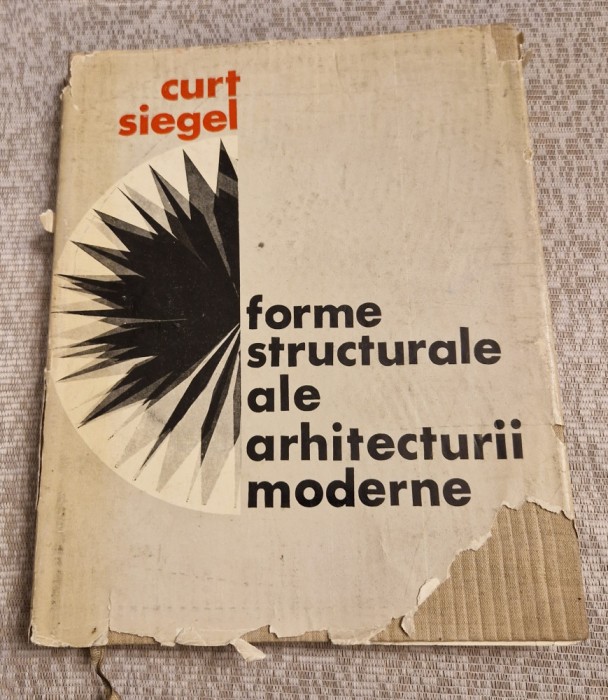 curt
siegel
forme
structurale
ale
arhitecturii
moderne